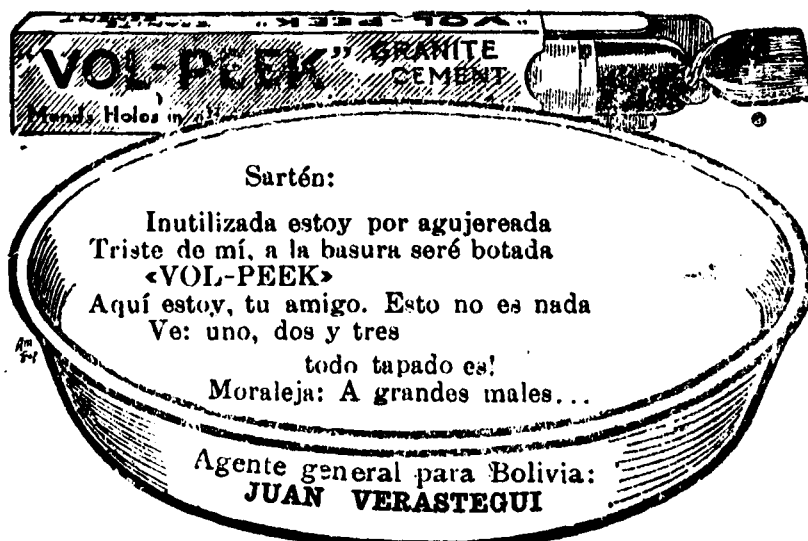 "VOL-PEEK"
"VOL-PEEK" GRANITE
CEMENT
Mends Holes in
Sartén:
Inutilizada estoy por agujereada
Triste de mí, a la basura seré botada
«VOL-PEEK»
Aquí estoy, tu amigo. Esto no es nada
Ve: uno, dos y tres
todo tapado es!
Moraleja: A grandes males...
Agente general para Bolivia:
JUAN VERASTEGUI